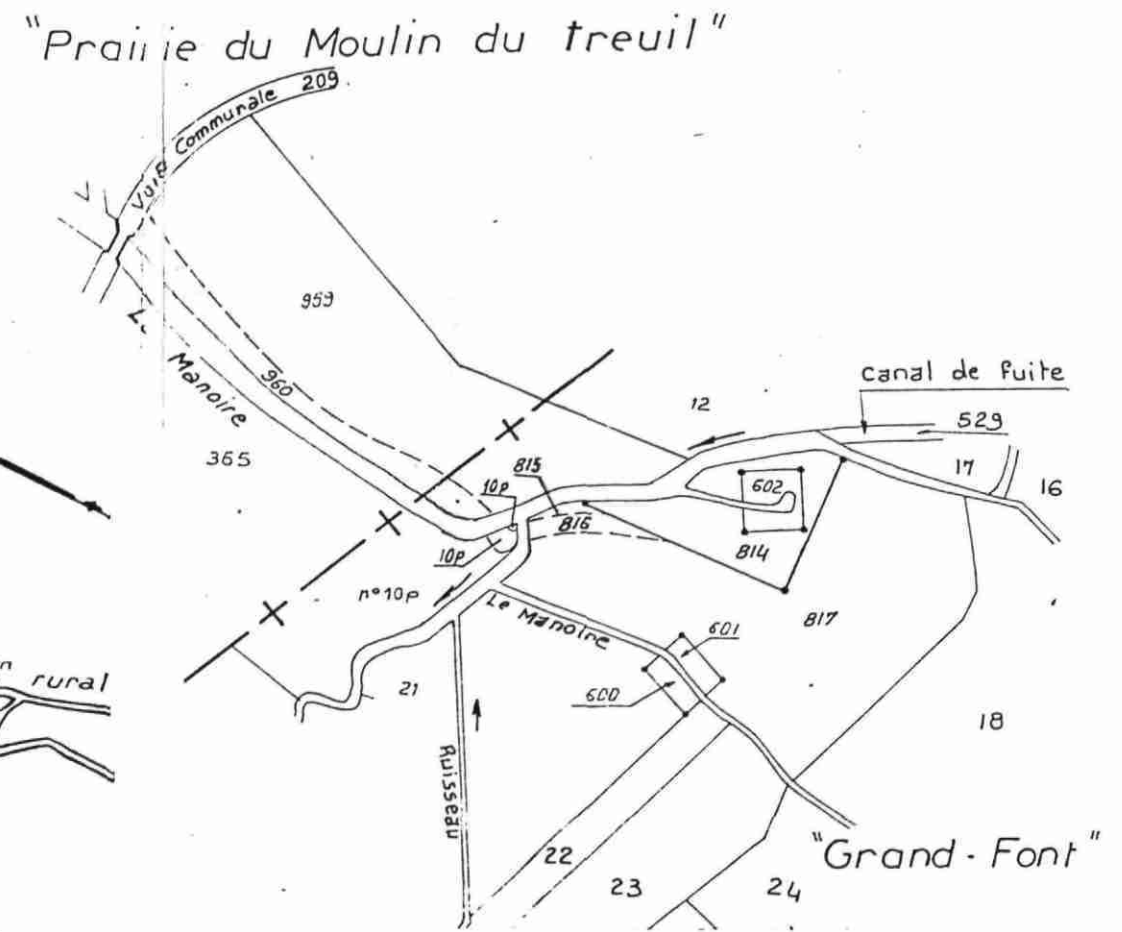 "Prairie du Moulin du treuil"
Voie Communale 209
959
960
Manoire
365
12
canal de fuite
529
17
16
815
10p
816
602
814
10p
n°10p
Le Manoire
817
601
600
rural
21
18
Ruisseau
22
23
24
"Grand-Font"